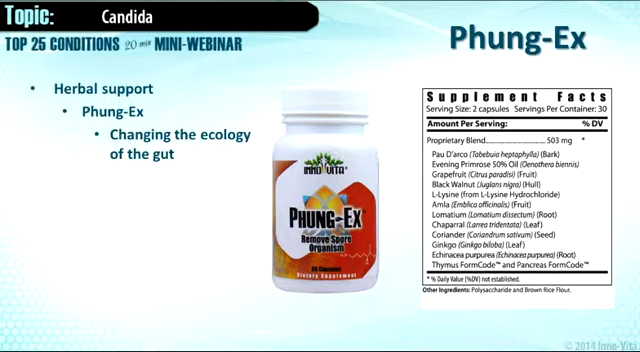 Topic: Candida
TOP 25 CONDITIONS 20 min MINI-WEBINAR
Phung-Ex
• Herbal support
• Phung-Ex
• Changing the ecology
of the gut
INNOVITA
PHUNG-EX
Remove Spore
Organism
60 Capsules
Dietary Supplement
Supplement Facts
Serving Size: 2 capsules Servings Per Container: 30
Amount Per Serving: % DV
Proprietary Blend.............................503 mg *
Pau D'arco (Tabebuia heptaphylla) (Bark)
Evening Primrose 50% Oil (Oenothera biennis)
Grapefruit (Citrus paradisi) (Fruit)
Black Walnut (Juglans nigra) (Hull)
L-Lysine (from L-Lysine Hydrochloride)
Amla (Emblica officinalis) (Fruit)
Lomatium (Lomatium dissectum) (Root)
Chaparral (Larrea tridentata) (Leaf)
Coriander (Coriandrum sativum) (Seed)
Ginkgo (Ginkgo biloba) (Leaf)
Echinacea purpurea (Echinacea purpurea) (Root)
Thymus FormCode™ and Pancreas FormCode™
* % Daily Value (%DV) not established.
Other Ingredients: Polysaccharide and Brown Rice Flour.
© 2014 Inno-Vita